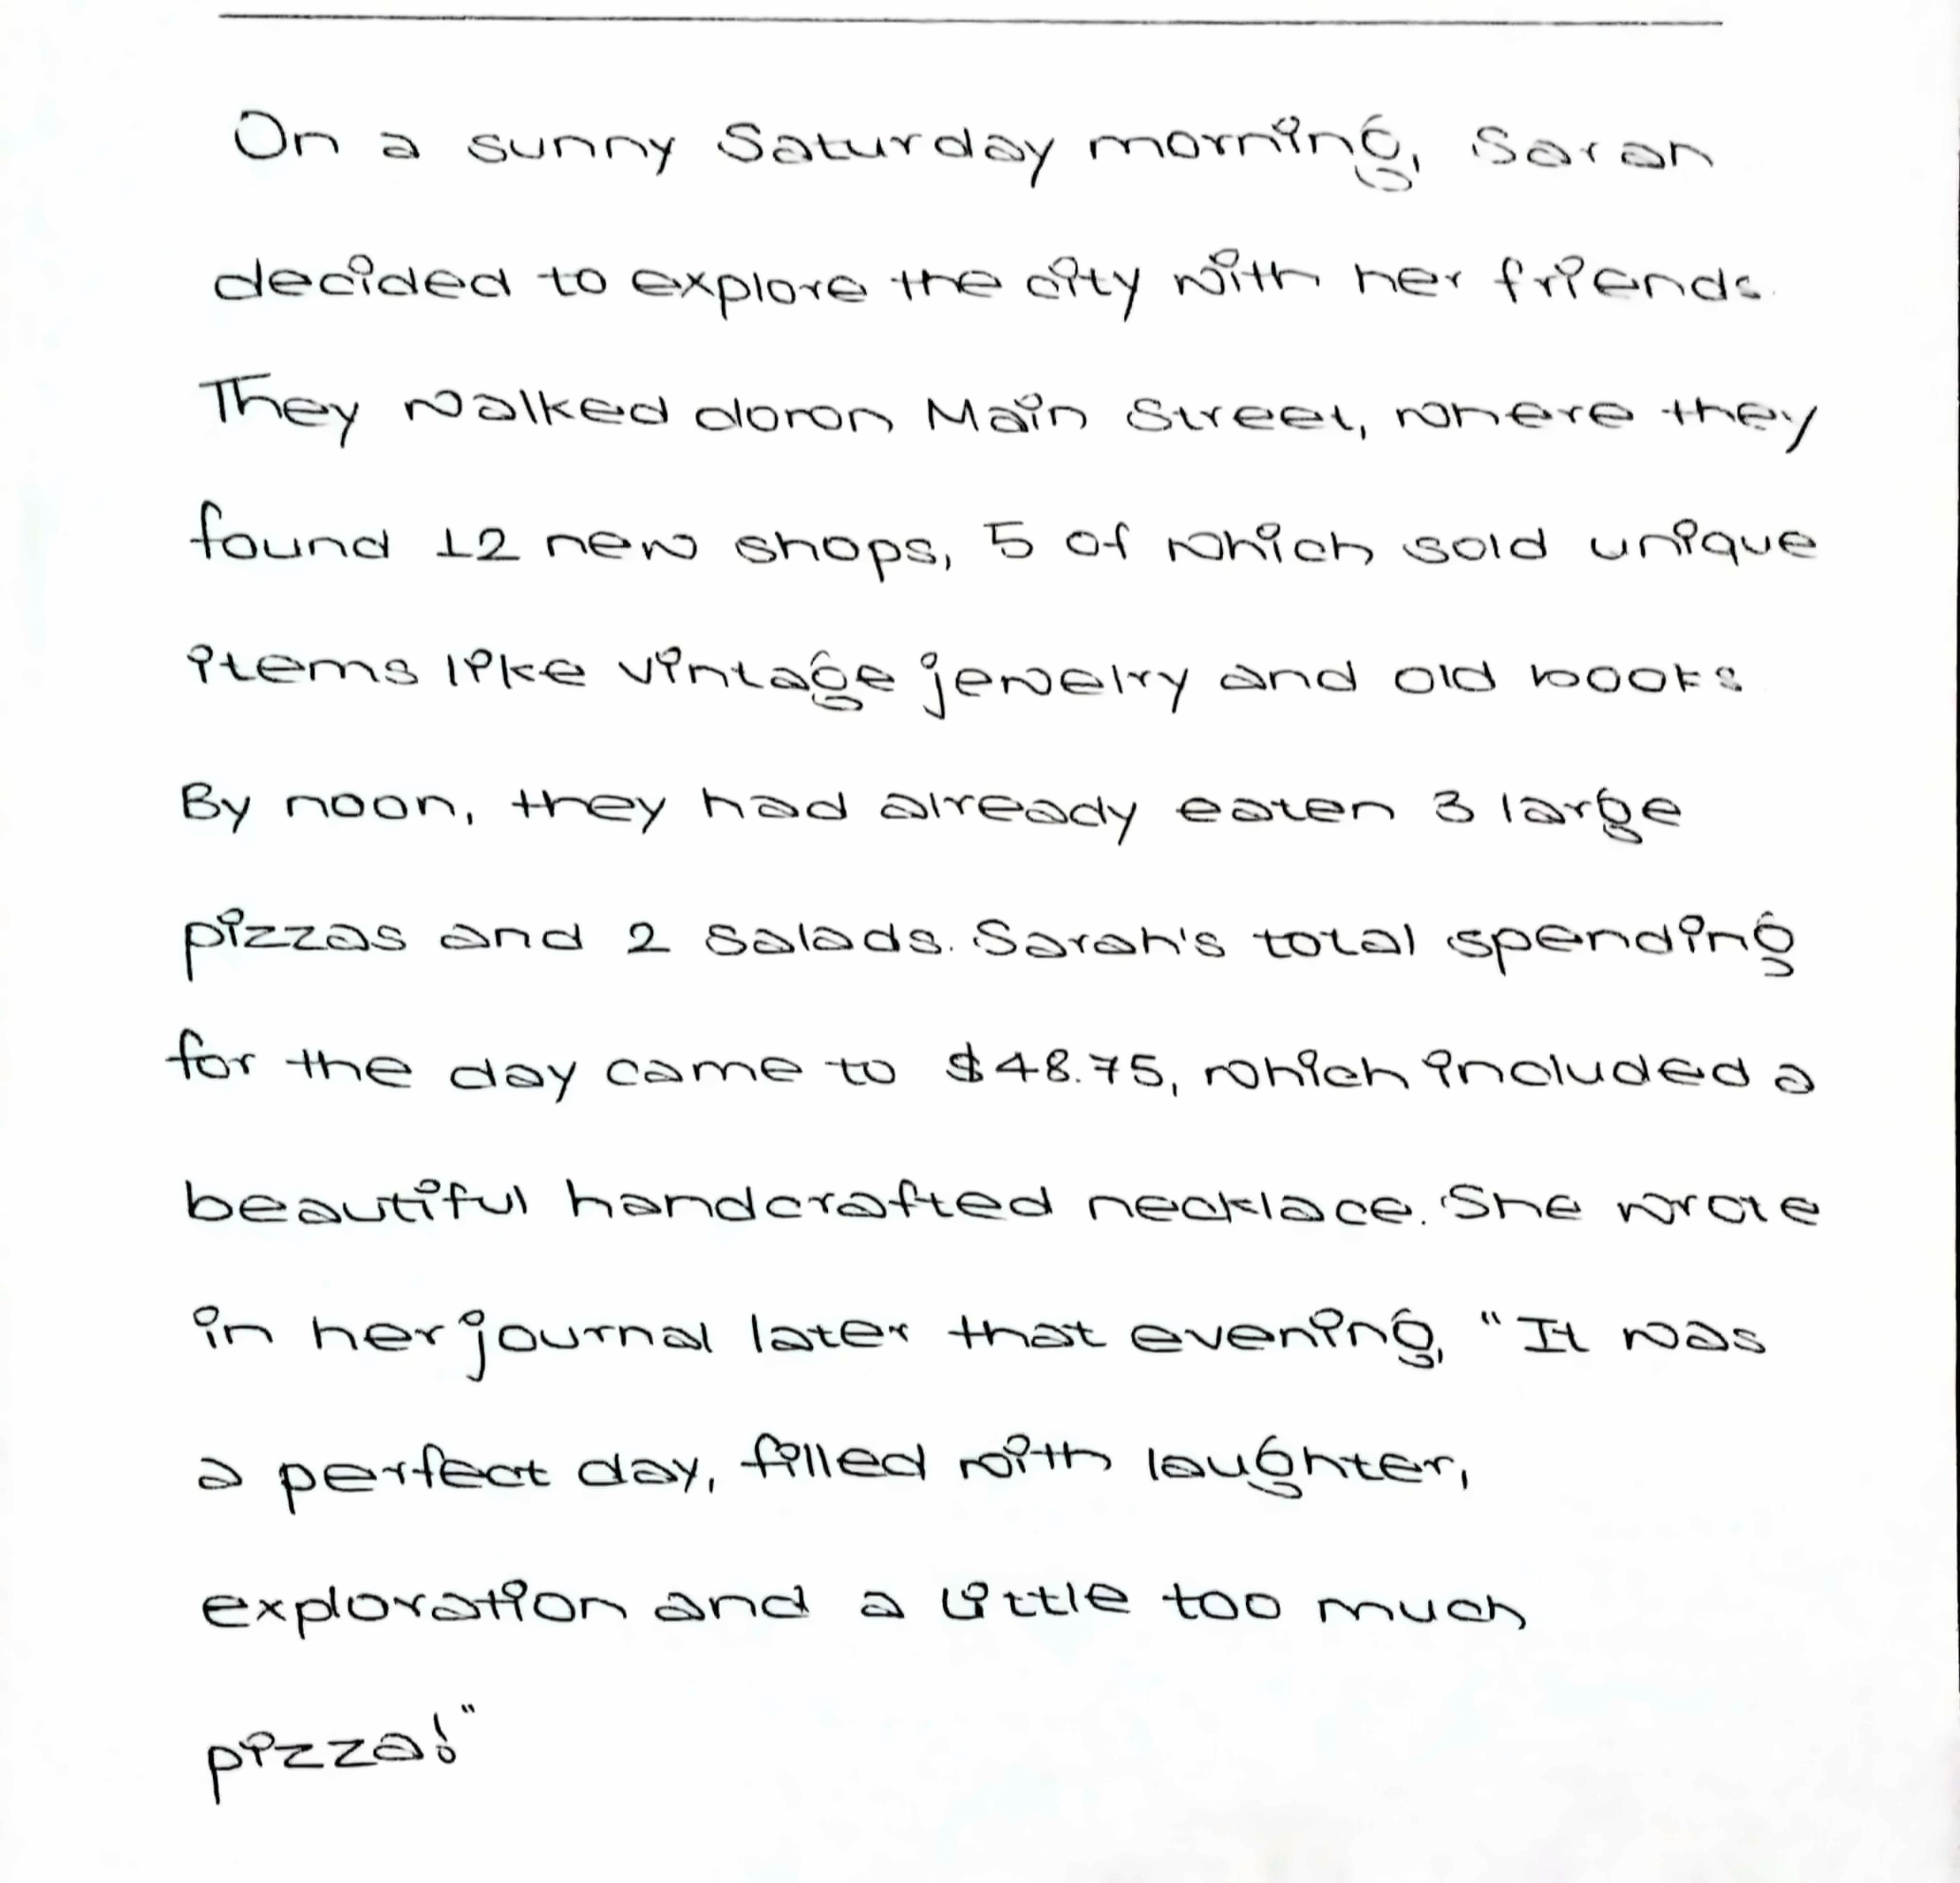 On a sunny Saturday morning, Sarah
decided to explore the city with her friends.
They walked down Main Street, where they
found 12 new shops, 5 of which sold unique
items like vintage jewelry and old books
By noon, they had already eaten 3 large
pizzas and 2 salads. Sarah's total spending
for the day came to $48.75, which included a
beautiful handcrafted necklace. She wrote
in her journal later that evening, "It was
a perfect day, filled with laughter,
exploration and a little too much
pizza!"